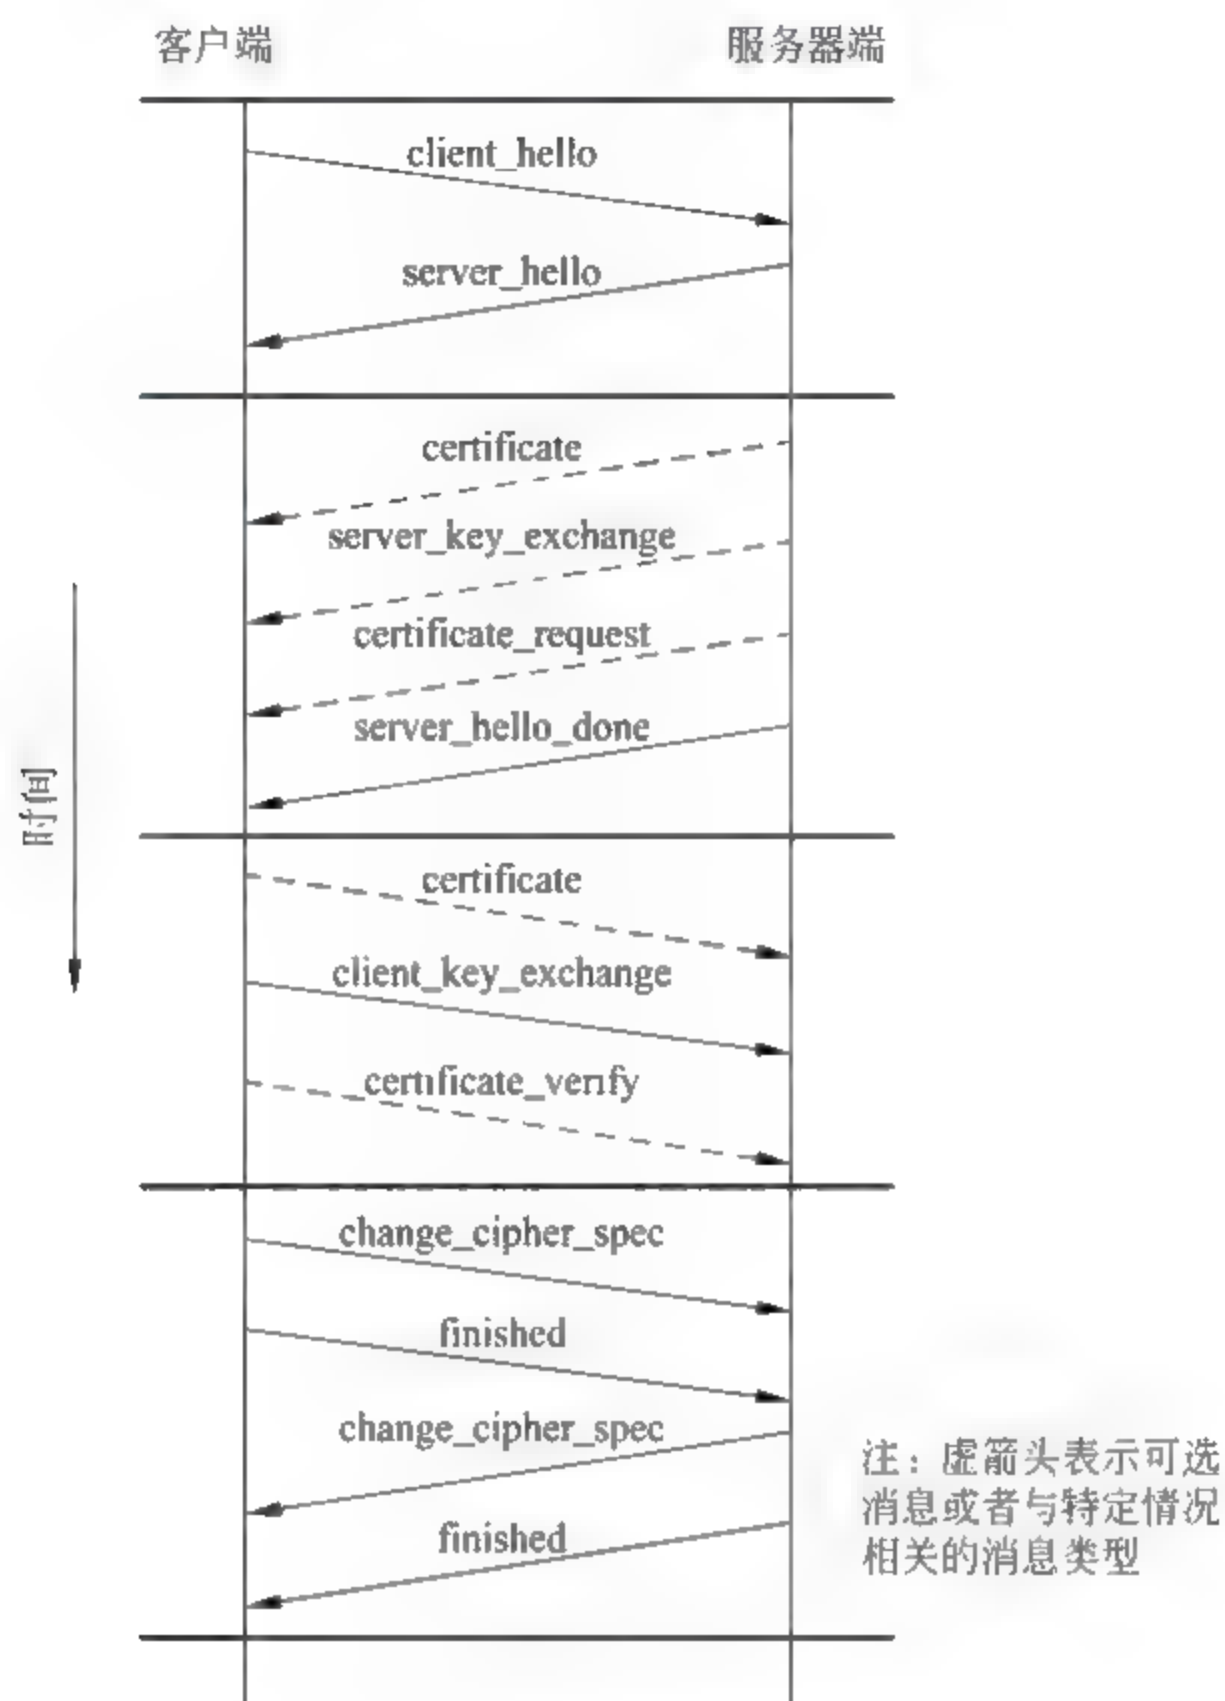 客户端
服务器端
client_hello
server_hello
certificate
server_key_exchange
certificate_request
server_hello_done
时间
certificate
client_key_exchange
certificate_verify
change_cipher_spec
finished
change_cipher_spec
finished
注：虚箭头表示可选
消息或者与特定情况
相关的消息类型